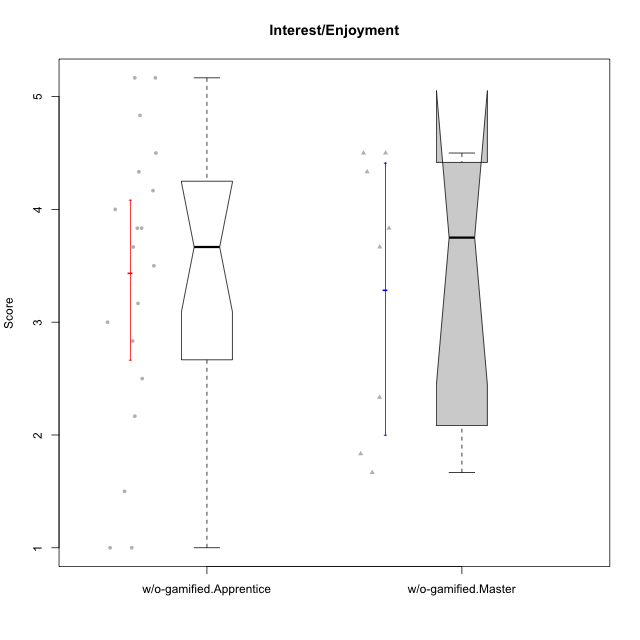 Interest/Enjoyment
Score
5
4
3
2
1
w/o-gamified.Apprentice
w/o-gamified.Master